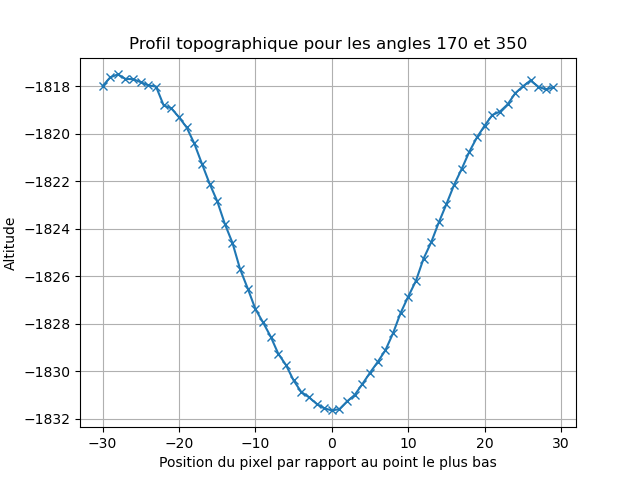 Profil topographique pour les angles 170 et 350
Altitude
−1818
−1820
−1822
−1824
−1826
−1828
−1830
−1832
−30 −20 −10 0 10 20 30
Position du pixel par rapport au point le plus bas